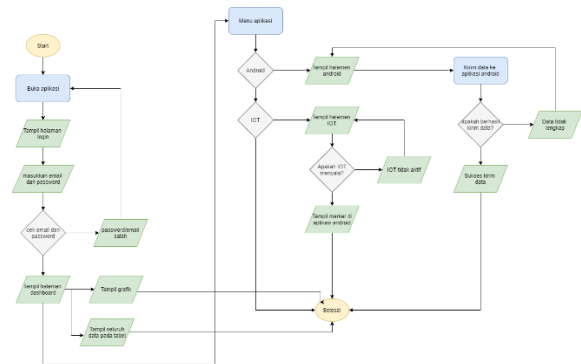 Start
Buka aplikasi
Tampil halaman
login
masukkan email
dan password
cek email dan
password
password/email
salah
Tampil halaman
dashboard
Tampil grafik
Tampil seluruh
data pada tabel
Menu aplikasi
Android
Tampil halaman
android
Kirim data ke
aplikasi android
apakah berhasil
kirim data?
Data tidak
lengkap
Sukses kirim
data
IOT
Tampil halaman
IOT
Apakah IOT
menyala?
IOT tidak aktif
Tampil marker di
aplikasi android
Selesai